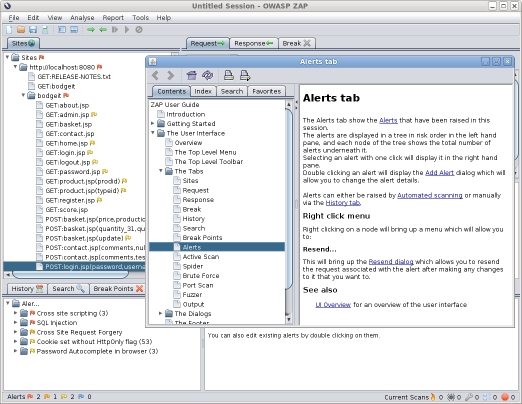 Untitled Session - OWASP ZAP
File Edit View Analyse Report Tools Help
Sites
Request Response Break
Sites
http://localhost:8080
GET:RELEASE-NOTES.txt
GET:bodgeit
bodgeit
GET:about.jsp
GET:admin.jsp
GET:basket.jsp
GET:contact.jsp
GET:home.jsp
GET:login.jsp
GET:logout.jsp
GET:password.jsp
GET:product.jsp(prodid)
GET:product.jsp(typeid)
GET:register.jsp
GET:score.jsp
POST:basket.jsp(price,productic
POST:basket.jsp(quantity_31,qu
POST:basket.jsp(update)
POST:contact.jsp(comments,nu
POST:contact.jsp(comments,tes
POST:login.jsp(password,userna
Alerts tab
Contents Index Search Favorites
ZAP User Guide
Introduction
Getting Started
The User Interface
Overview
The Top Level Menu
The Top Level Toolbar
The Tabs
Sites
Request
Response
Break
History
Search
Break Points
Alerts
Active Scan
Spider
Brute Force
Port Scan
Fuzzer
Output
The Dialogs
The Footer
Alerts tab
The Alerts tab show the Alerts that have been raised in this
session.
The alerts are displayed in a tree in risk order in the left hand
pane, and each node of the tree shows the total number of
alerts underneath it.
Selecting an alert with one click will display it in the right hand
pane.
Double clicking an alert will display the Add Alert dialog which will
allow you to change the alert details.
Alerts can either be raised by Automated scanning or manually
via the History tab.
Right click menu
Right clicking on a node will bring up a menu which will allow you
to:
Resend...
This will bring up the Resend dialog which allows you to resend
the request associated with the alert after making any changes
to it that you want to.
See also
UI Overview for an overview of the user interface
History Search Break Points
Aler...
Cross site scripting (3)
SQL Injection
Cross Site Request Forgery
Cookie set without HttpOnly flag (53)
Password Autocomplete in browser (3)
You can also edit existing alerts by double clicking on them.
Alerts 2 1 2 0
Current Scans 0 0 0 0 0